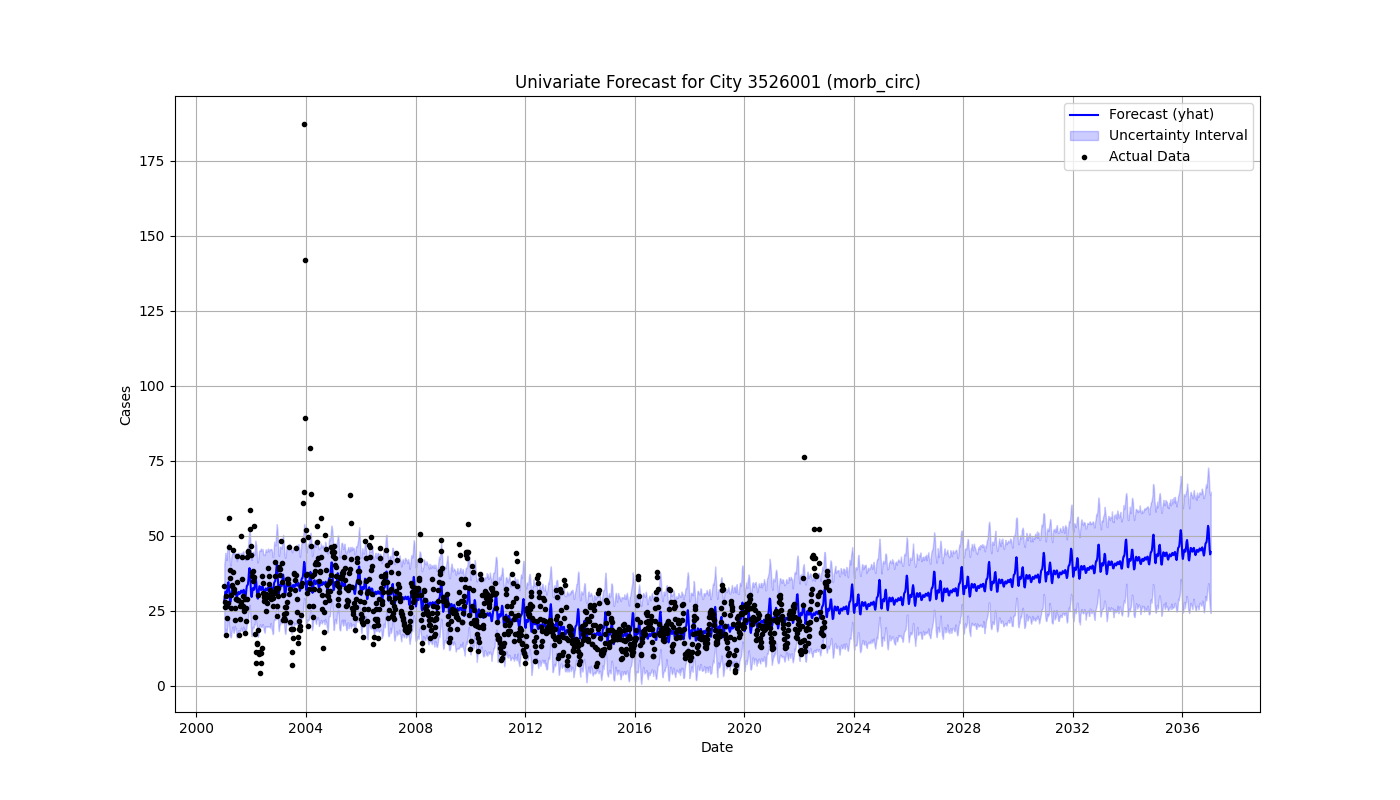 Univariate Forecast for City 3526001 (morb_circ)
Forecast (yhat)
Uncertainty Interval
Actual Data
175
150
125
100
75
50
25
0
Cases
2000 2004 2008 2012 2016 2020 2024 2028 2032 2036
Date